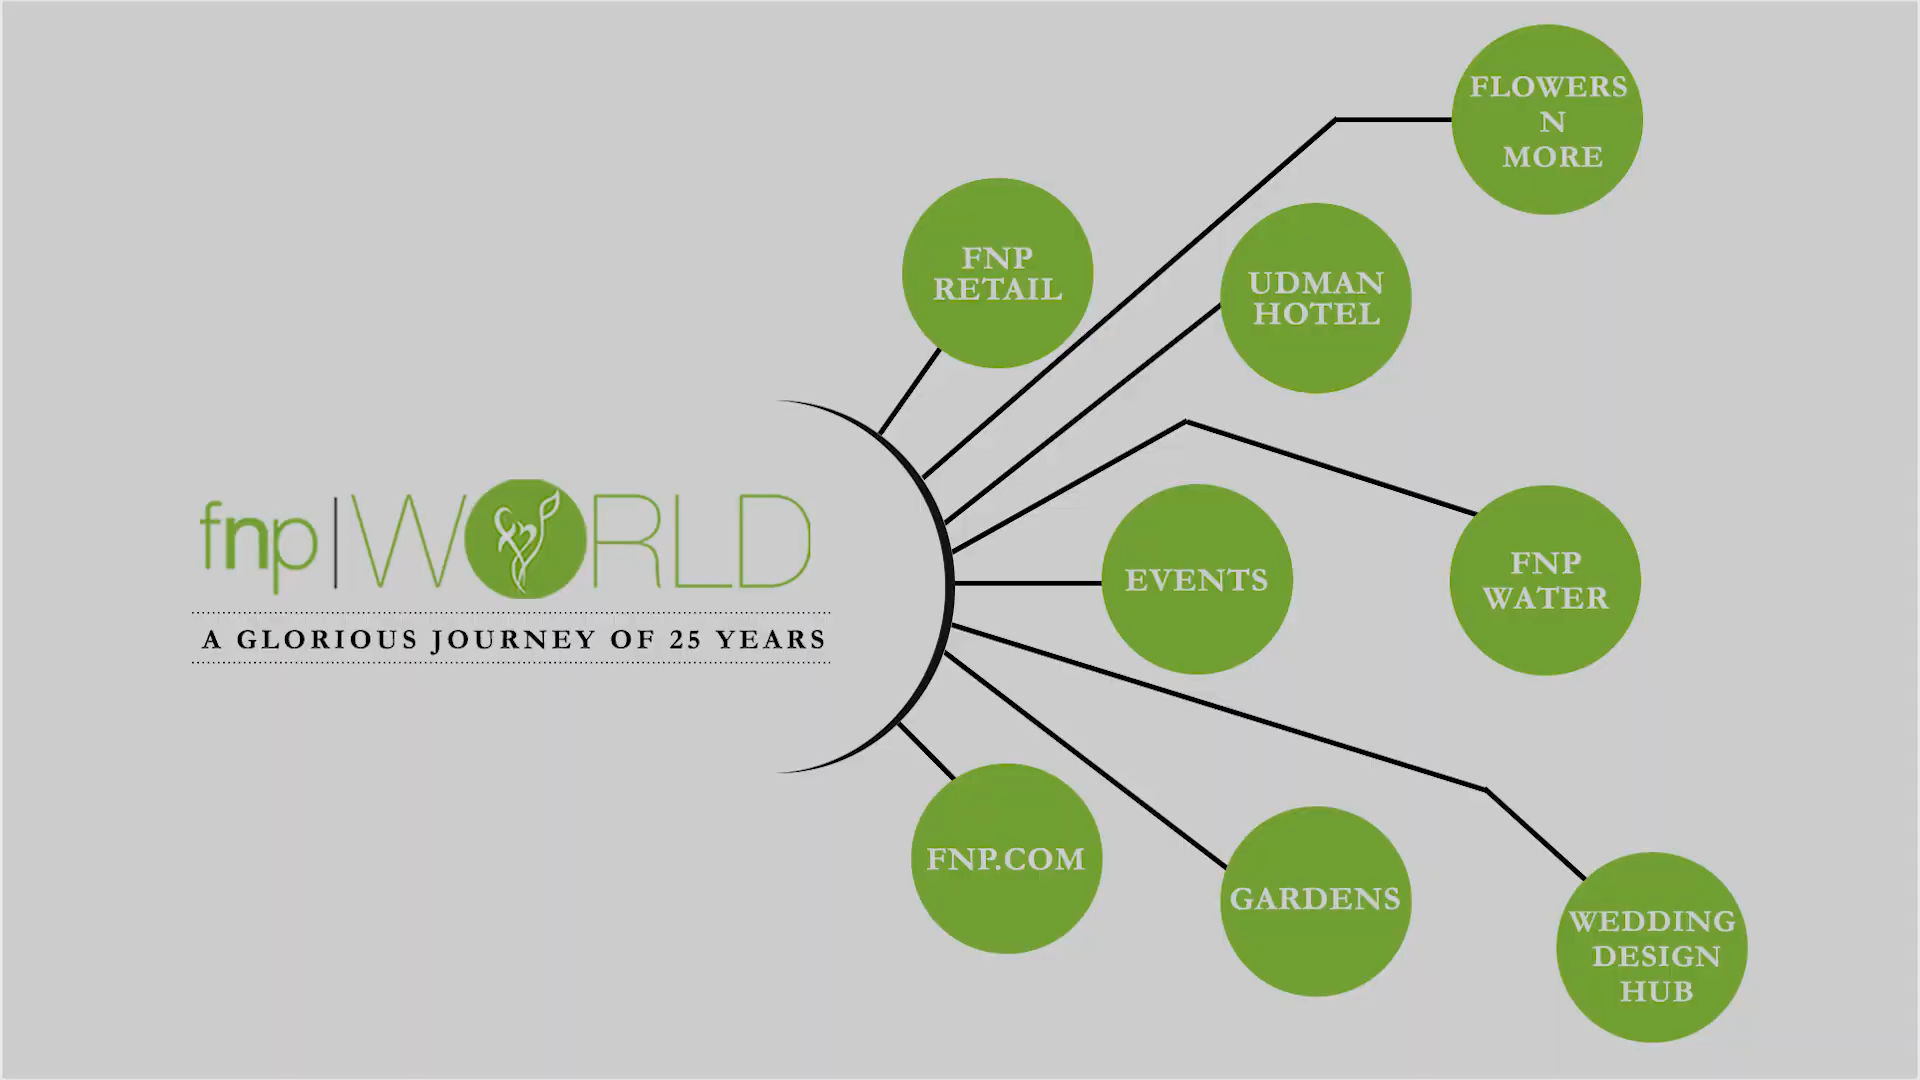 FLOWERS
N
MORE
FNP
RETAIL
UDMAN
HOTEL
fnp|WORLD
A GLORIOUS JOURNEY OF 25 YEARS
EVENTS
FNP
WATER
FNP.COM
GARDENS
WEDDING
DESIGN
HUB